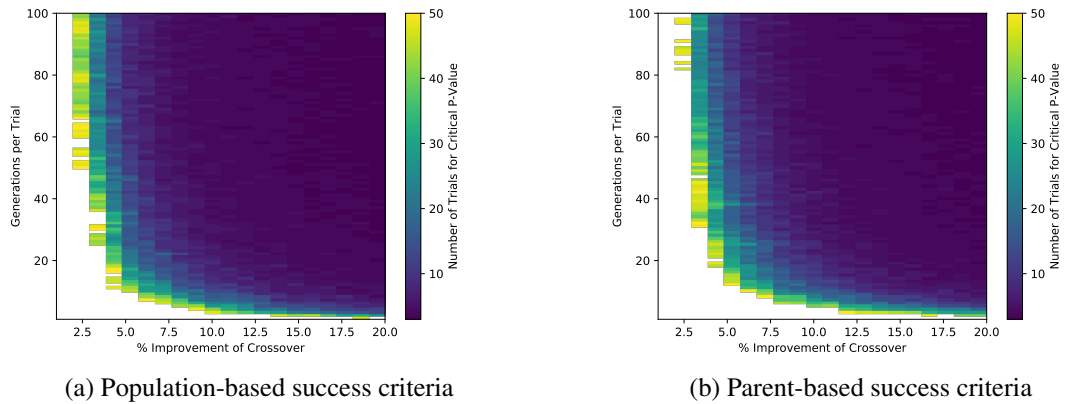 100
80
60
40
20
Generations per Trial
2.5 5.0 7.5 10.0 12.5 15.0 17.5 20.0
% Improvement of Crossover
50
40
30
20
10
Number of Trials for Critical P-Value
(a) Population-based success criteria
100
80
60
40
20
Generations per Trial
2.5 5.0 7.5 10.0 12.5 15.0 17.5 20.0
% Improvement of Crossover
50
40
30
20
10
Number of Trials for Critical P-Value
(b) Parent-based success criteria